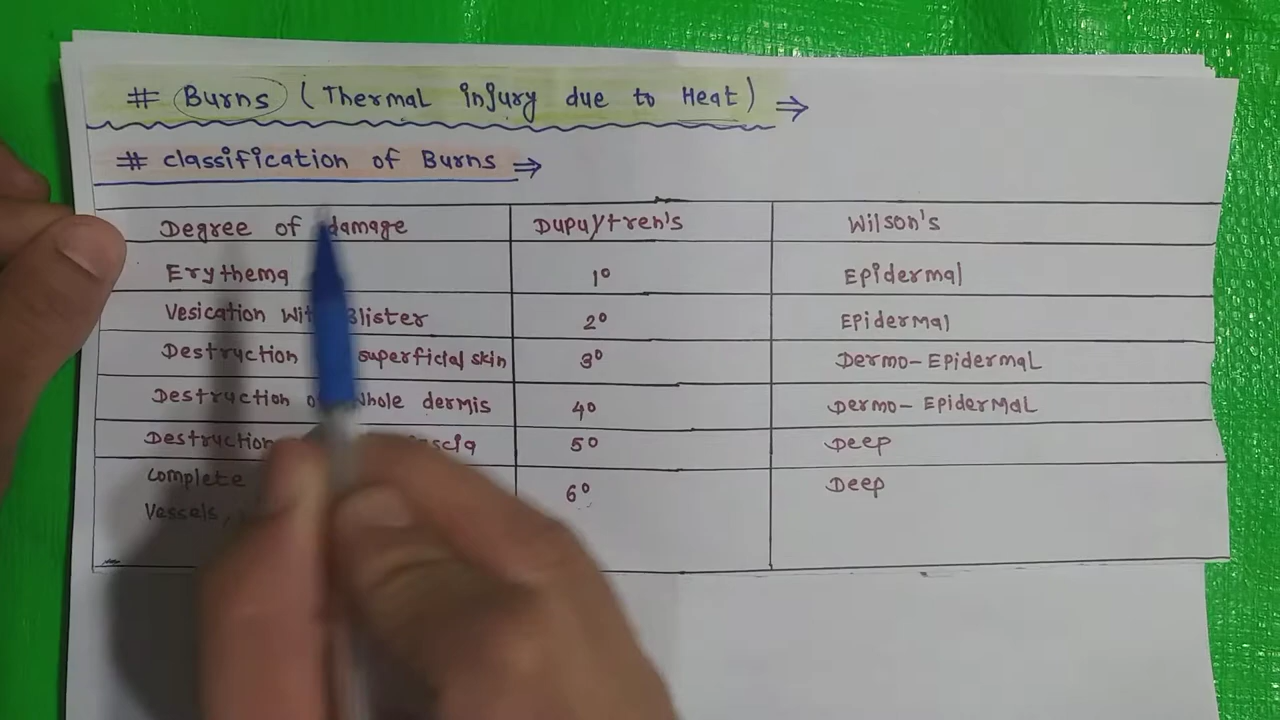 # Burns (Thermal injury due to Heat) ⇒
# classification of Burns ⇒
Degree of damage Dupuytren's Wilson's
Erythema 1° Epidermal
Vesication Blister 2° Epidermal
Destruction superficial skin 3° Dermo-Epidermal
Destruction whole dermis 4° Dermo-Epidermal
Destruction 5° Deep
Complete 6° Deep
Vessels,